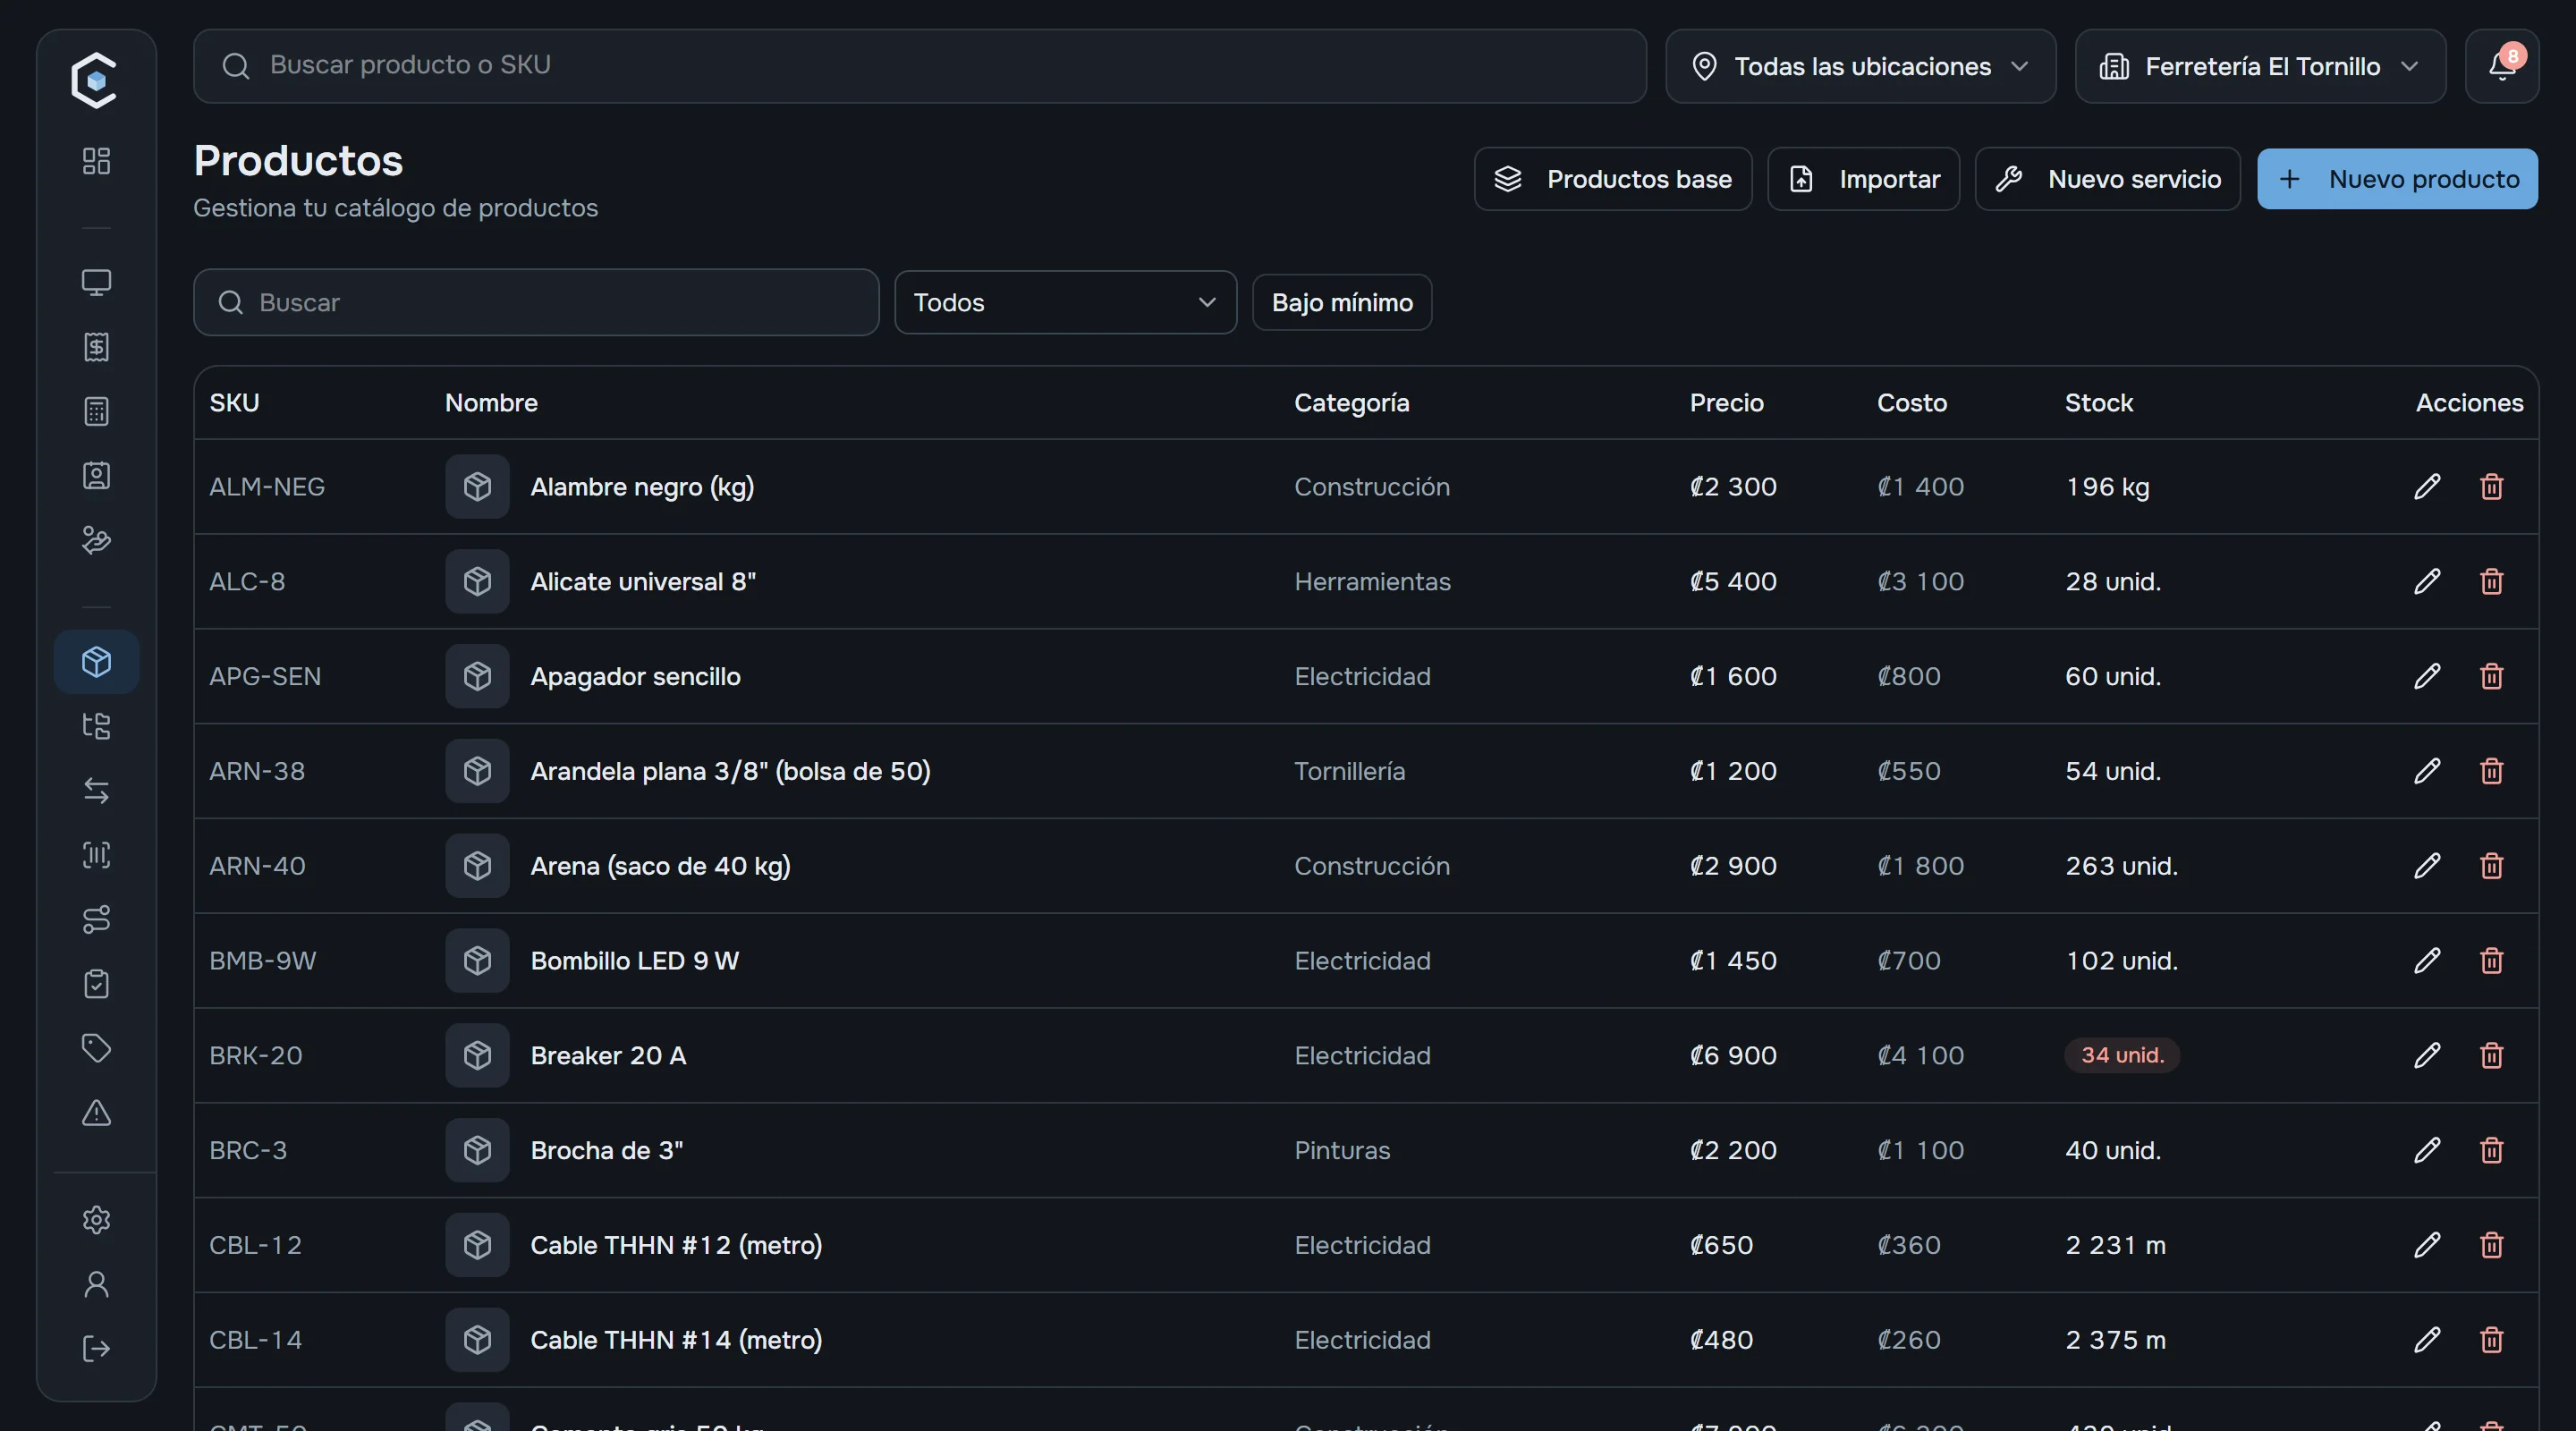 Buscar producto o SKU
Todas las ubicaciones
Ferretería El Tornillo
8
Productos
Gestiona tu catálogo de productos
Productos base
Importar
Nuevo servicio
Nuevo producto
Buscar
Todos
Bajo mínimo
SKU Nombre Categoría Precio Costo Stock Acciones
ALM-NEG Alambre negro (kg) Construcción ₡2 300 ₡1 400 196 kg
ALC-8 Alicate universal 8" Herramientas ₡5 400 ₡3 100 28 unid.
APG-SEN Apagador sencillo Electricidad ₡1 600 ₡800 60 unid.
ARN-38 Arandela plana 3/8" (bolsa de 50) Tornillería ₡1 200 ₡550 54 unid.
ARN-40 Arena (saco de 40 kg) Construcción ₡2 900 ₡1 800 263 unid.
BMB-9W Bombillo LED 9 W Electricidad ₡1 450 ₡700 102 unid.
BRK-20 Breaker 20 A Electricidad ₡6 900 ₡4 100 34 unid.
BRC-3 Brocha de 3" Pinturas ₡2 200 ₡1 100 40 unid.
CBL-12 Cable THHN #12 (metro) Electricidad ₡650 ₡360 2 231 m
CBL-14 Cable THHN #14 (metro) Electricidad ₡480 ₡260 2 375 m